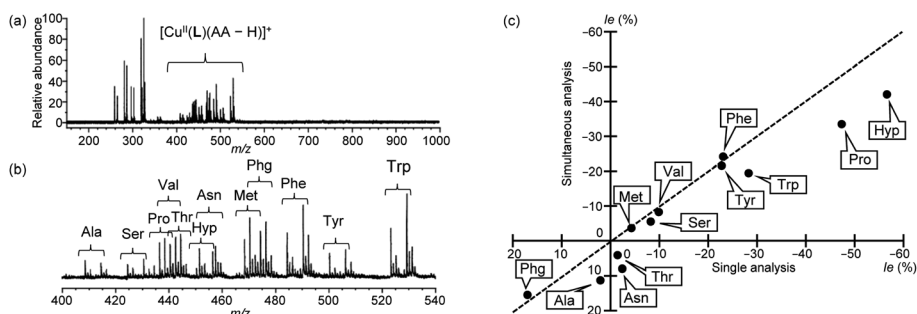 (a)
100
80
60
40
20
0
Relative abundance
[Cuᴵᴵ(L)(AA − H)]⁺
200 300 400 500 600 700 800 900 1000
m/z
(b)
Ala
Ser
Pro
Val
Thr
Asn
Hyp
Met
Phg
Phe
Tyr
Trp
400 420 440 460 480 500 520 540
m/z
(c)
Ie (%)
Simultaneous analysis
−60
−50
−40
−30
−20
−10
0
10
20
20 10 0 −10 −20 −30 −40 −50 −60
Single analysis
Ie (%)
Phe
Hyp
Pro
Tyr
Trp
Val
Met
Ser
Thr
Asn
Ala
Phg